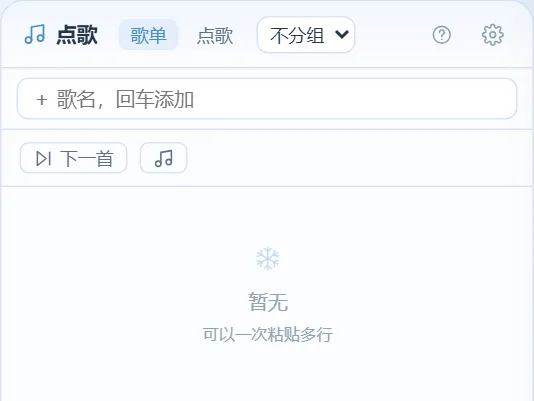 点歌 歌单 点歌 不分组
+ 歌名，回车添加
下一首
暂无
可以一次粘贴多行